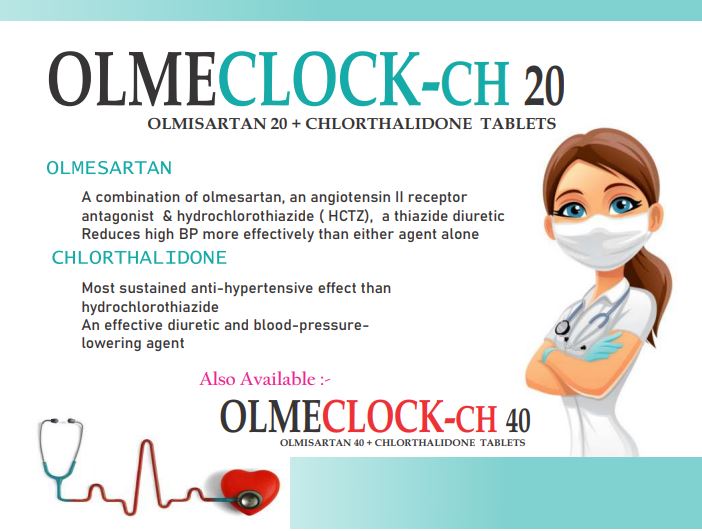 OLMECLOCK-CH 20
OLMISARTAN 20 + CHLORTHALIDONE TABLETS
OLMESARTAN
A combination of olmesartan, an angiotensin II receptor
antagonist & hydrochlorothiazide ( HCTZ), a thiazide diuretic
Reduces high BP more effectively than either agent alone
CHLORTHALIDONE
Most sustained anti-hypertensive effect than
hydrochlorothiazide
An effective diuretic and blood-pressure-
lowering agent
Also Available :-
OLMECLOCK-CH 40
OLMISARTAN 40 + CHLORTHALIDONE TABLETS